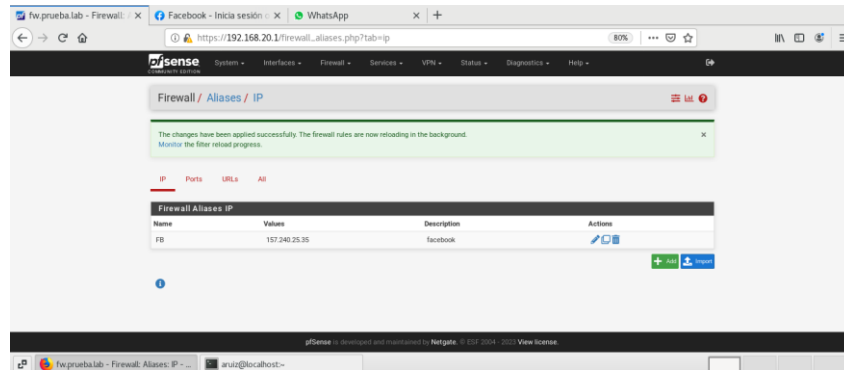 fw.prueba.lab - Firewall: A
Facebook - Inicia sesión o
WhatsApp
https://192.168.20.1/firewall_aliases.php?tab=ip
80%
pfsense
COMMUNITY EDITION
System
Interfaces
Firewall
Services
VPN
Status
Diagnostics
Help
Firewall / Aliases / IP
The changes have been applied successfully. The firewall rules are now reloading in the background.
Monitor the filter reload progress.
IP Ports URLs All
Firewall Aliases IP
Name Values Description Actions
FB 157.240.25.35 facebook
Add Import
pfSense is developed and maintained by Netgate. © ESF 2004 - 2023 View license.
fw.prueba.lab - Firewall: Aliases: IP - ...
aruiz@localhost:~